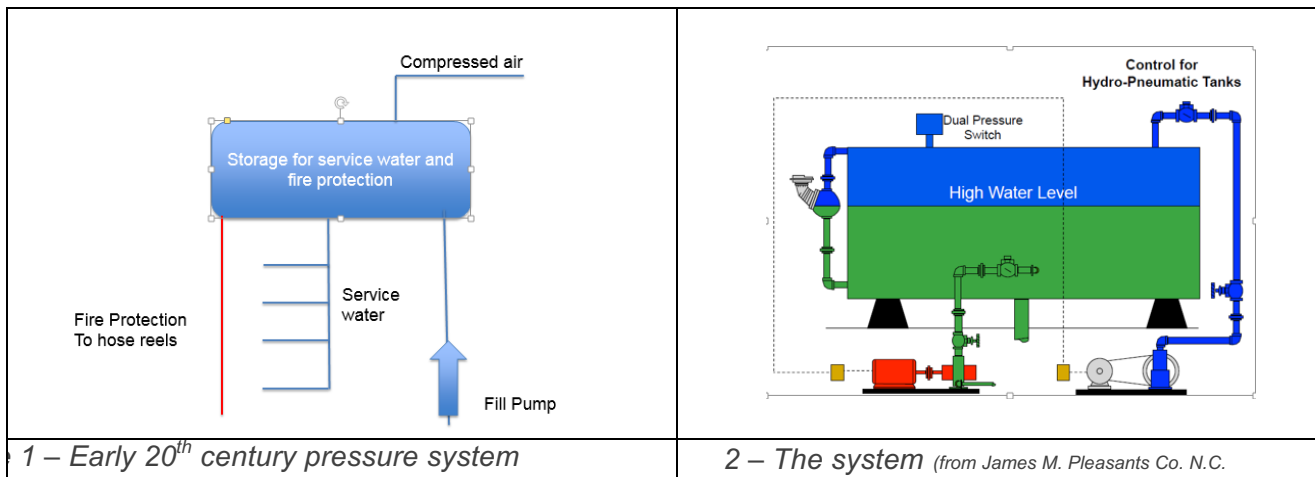 Compressed air
Storage for service water and
fire protection
Service
water
Fire Protection
To hose reels
Fill Pump
Control for
Hydro-Pneumatic Tanks
Dual Pressure
Switch
High Water Level
1 – Early 20th century pressure system
2 – The system (from James M. Pleasants Co. N.C.